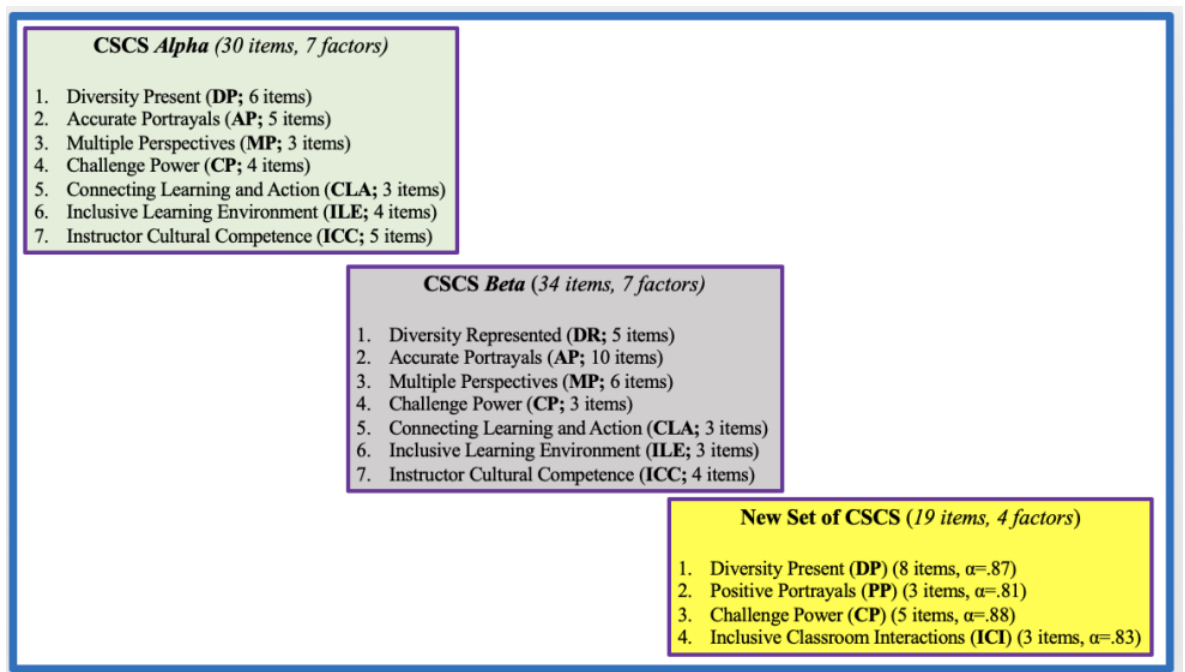 CSCS Alpha (30 items, 7 factors)
1. Diversity Present (DP; 6 items)
2. Accurate Portrayals (AP; 5 items)
3. Multiple Perspectives (MP; 3 items)
4. Challenge Power (CP; 4 items)
5. Connecting Learning and Action (CLA; 3 items)
6. Inclusive Learning Environment (ILE; 4 items)
7. Instructor Cultural Competence (ICC; 5 items)
CSCS Beta (34 items, 7 factors)
1. Diversity Represented (DR; 5 items)
2. Accurate Portrayals (AP; 10 items)
3. Multiple Perspectives (MP; 6 items)
4. Challenge Power (CP; 3 items)
5. Connecting Learning and Action (CLA; 3 items)
6. Inclusive Learning Environment (ILE; 3 items)
7. Instructor Cultural Competence (ICC; 4 items)
New Set of CSCS (19 items, 4 factors)
1. Diversity Present (DP) (8 items, α=.87)
2. Positive Portrayals (PP) (3 items, α=.81)
3. Challenge Power (CP) (5 items, α=.88)
4. Inclusive Classroom Interactions (ICI) (3 items, α=.83)